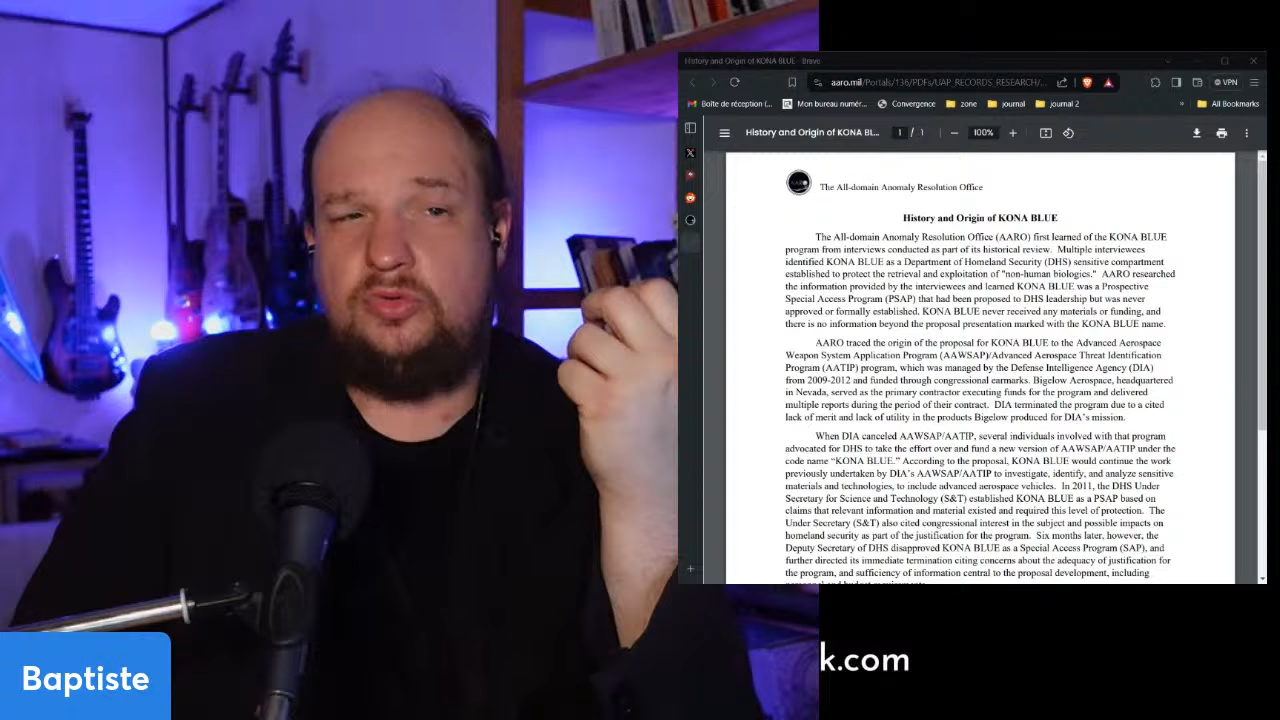 History and Origin of KONA BLUE - Brave
aaro.mil/Portals/136/PDFs/UAP_RECORDS_RESEARCH/...
VPN
Boîte de réception (...
Mon bureau numér...
Convergence
zone
journal
journal 2
»
All Bookmarks
History and Origin of KONA BL...
1 / 1
100%
The All-domain Anomaly Resolution Office
History and Origin of KONA BLUE
The All-domain Anomaly Resolution Office (AARO) first learned of the KONA BLUE
program from interviews conducted as part of its historical review. Multiple interviewees
identified KONA BLUE as a Department of Homeland Security (DHS) sensitive compartment
established to protect the retrieval and exploitation of "non-human biologics." AARO researched
the information provided by the interviewees and learned KONA BLUE was a Prospective
Special Access Program (PSAP) that had been proposed to DHS leadership but was never
approved or formally established. KONA BLUE never received any materials or funding, and
there is no information beyond the proposal presentation marked with the KONA BLUE name.
AARO traced the origin of the proposal for KONA BLUE to the Advanced Aerospace
Weapon System Application Program (AAWSAP)/Advanced Aerospace Threat Identification
Program (AATIP) program, which was managed by the Defense Intelligence Agency (DIA)
from 2009-2012 and funded through congressional earmarks. Bigelow Aerospace, headquartered
in Nevada, served as the primary contractor executing funds for the program and delivered
multiple reports during the period of their contract. DIA terminated the program due to a cited
lack of merit and lack of utility in the products Bigelow produced for DIA's mission.
When DIA canceled AAWSAP/AATIP, several individuals involved with that program
advocated for DHS to take the effort over and fund a new version of AAWSAP/AATIP under the
code name “KONA BLUE.” According to the proposal, KONA BLUE would continue the work
previously undertaken by DIA's AAWSAP/AATIP to investigate, identify, and analyze sensitive
materials and technologies, to include advanced aerospace vehicles. In 2011, the DHS Under
Secretary for Science and Technology (S&T) established KONA BLUE as a PSAP based on
claims that relevant information and material existed and required this level of protection. The
Under Secretary (S&T) also cited congressional interest in the subject and possible impacts on
homeland security as part of the justification for the program. Six months later, however, the
Deputy Secretary of DHS disapproved KONA BLUE as a Special Access Program (SAP), and
further directed its immediate termination citing concerns about the adequacy of justification for
the program, and sufficiency of information central to the proposal development, including
k.com
Baptiste